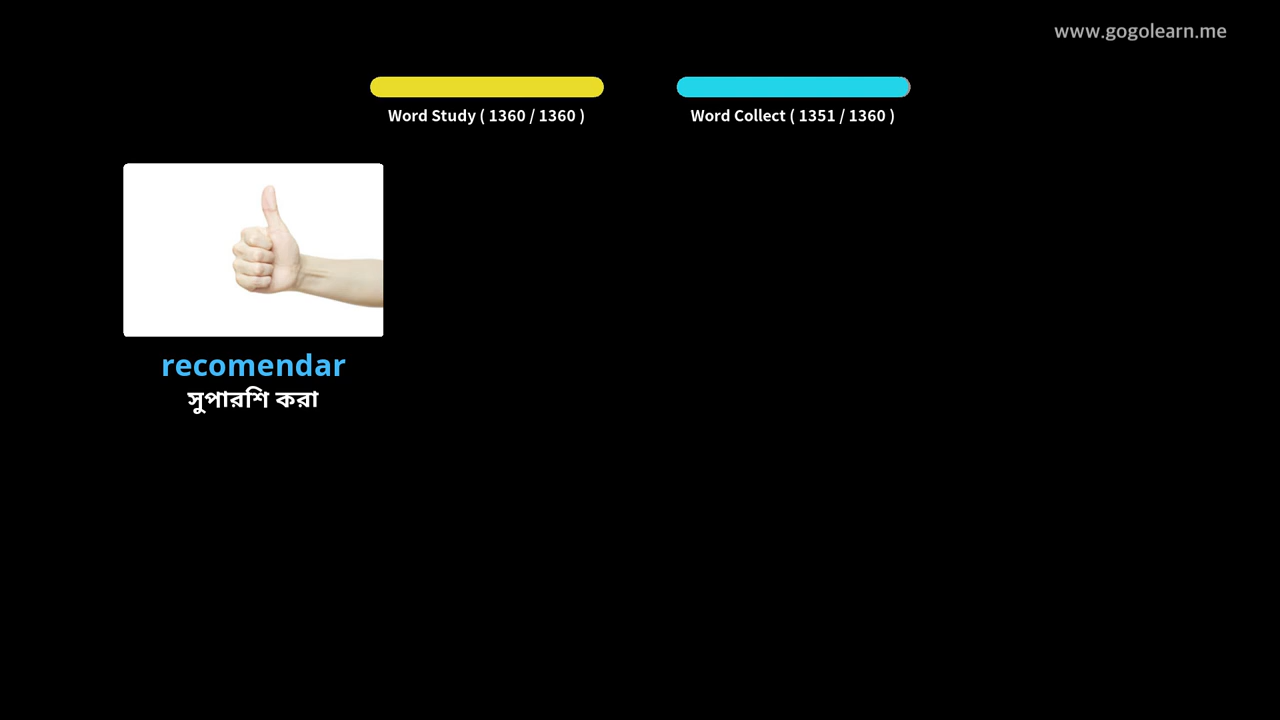 www.gogolearn.me
Word Study ( 1360 / 1360 )
Word Collect ( 1351 / 1360 )
recomendar
সুপারশি করা